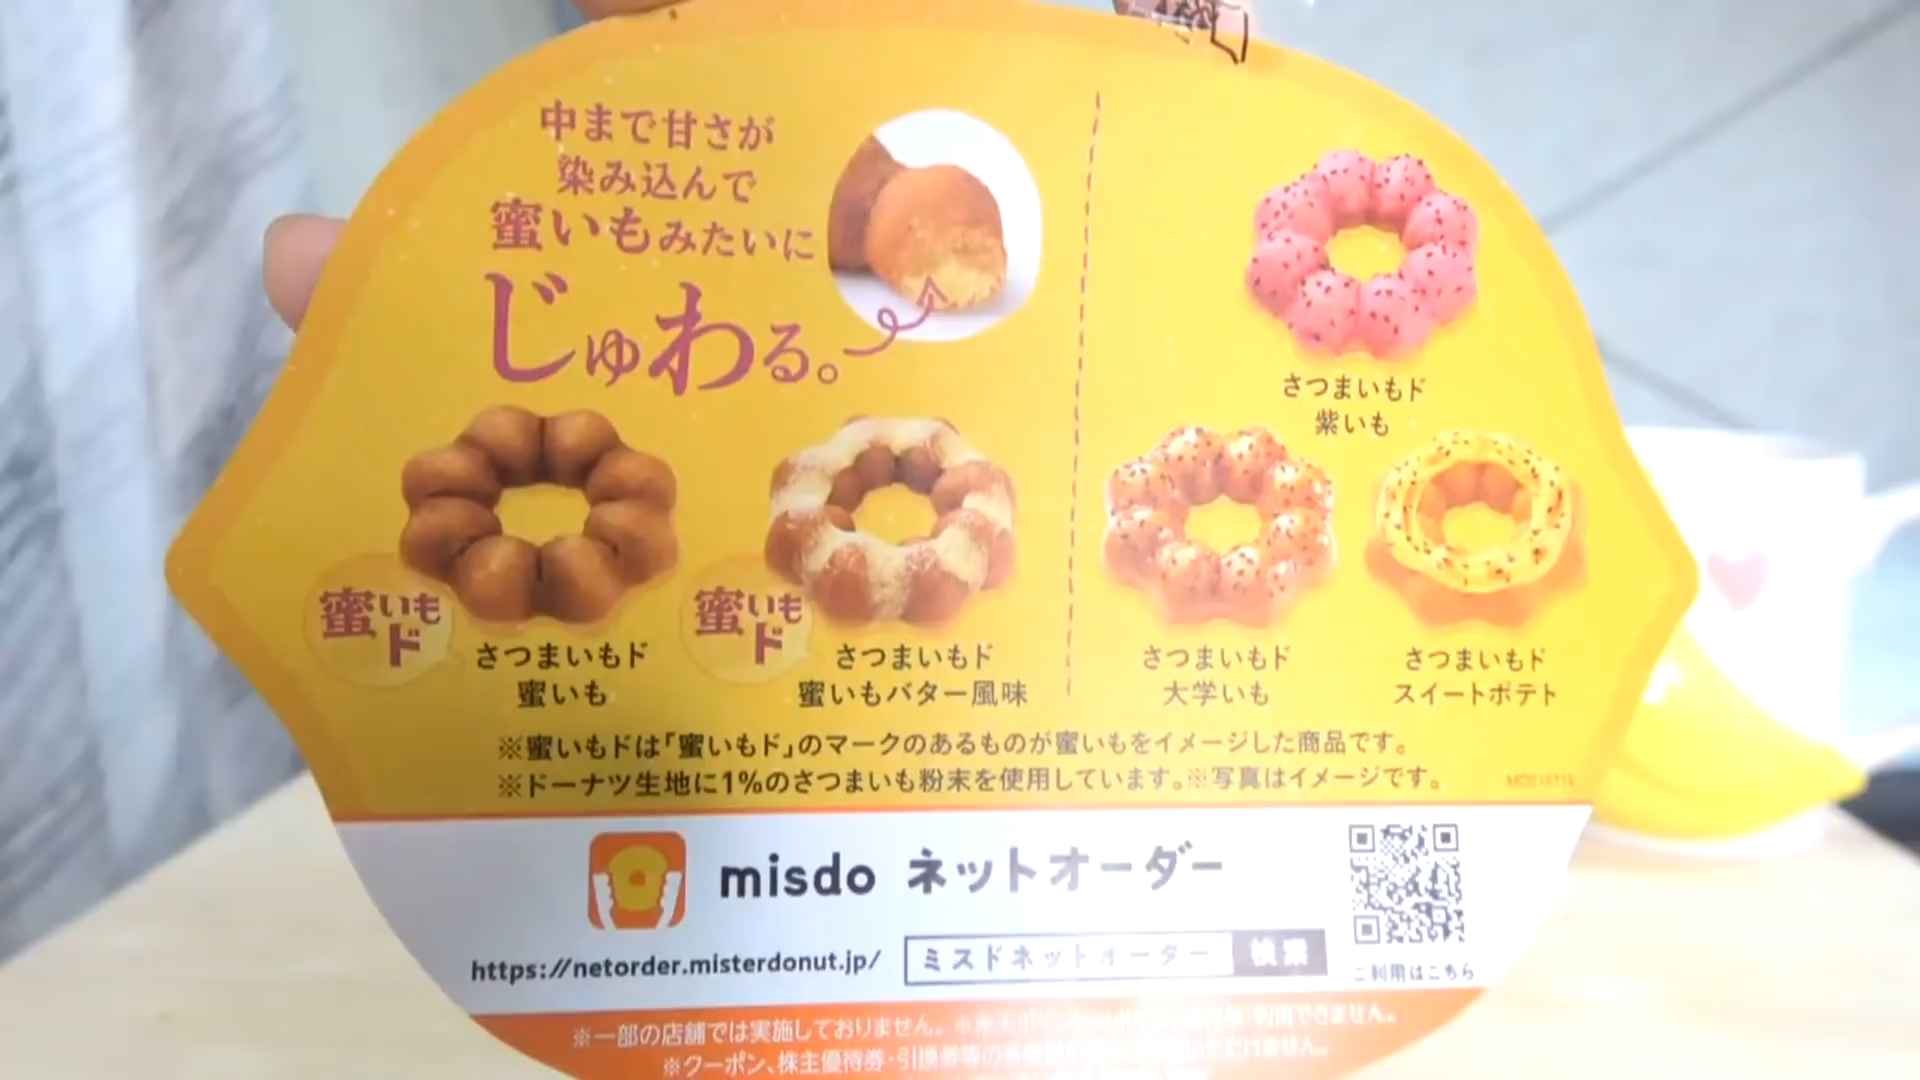 中まで甘さが
染み込んで
蜜いもみたいに
じゅわる。
さつまいもド
紫いも
蜜いも
ド
さつまいもド
蜜いも
蜜いも
ド
さつまいもド
蜜いもバター風味
さつまいもド
大学いも
さつまいもド
スイートポテト
※蜜いもドは「蜜いもド」のマークのあるものが蜜いもをイメージした商品です。
※ドーナツ生地に1%のさつまいも粉末を使用しています。※写真はイメージです。
misdo ネットオーダー
https://netorder.misterdonut.jp/
ミスドネットオーダー 検索
ご利用はこちら
※一部の店舗では実施しておりません。
※クーポン、株主優待券・引換券等の